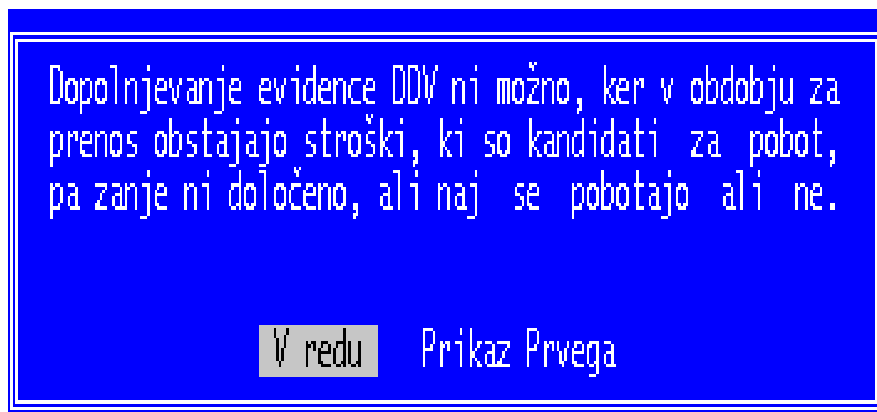 Dopolnjevanje evidence DDV ni možno, ker v obdobju za
prenos obstajajo stroški, ki so kandidati za pobot,
pa zanje ni določeno, ali naj se pobotajo ali ne.
V redu Prikaz Prvega